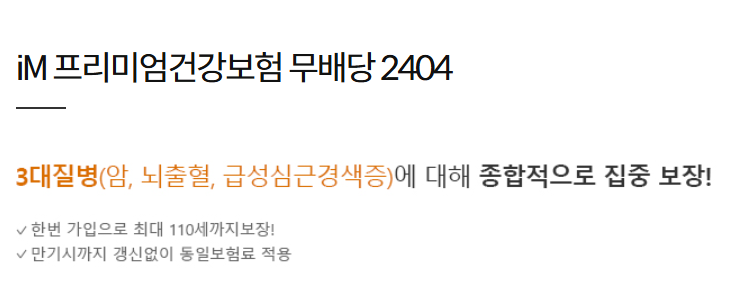 iM 프리미엄건강보험 무배당 2404
3대질병(암, 뇌출혈, 급성심근경색증)에 대해 종합적으로 집중 보장!
✓ 한번 가입으로 최대 110세까지보장!
✓ 만기시까지 갱신없이 동일보험료 적용